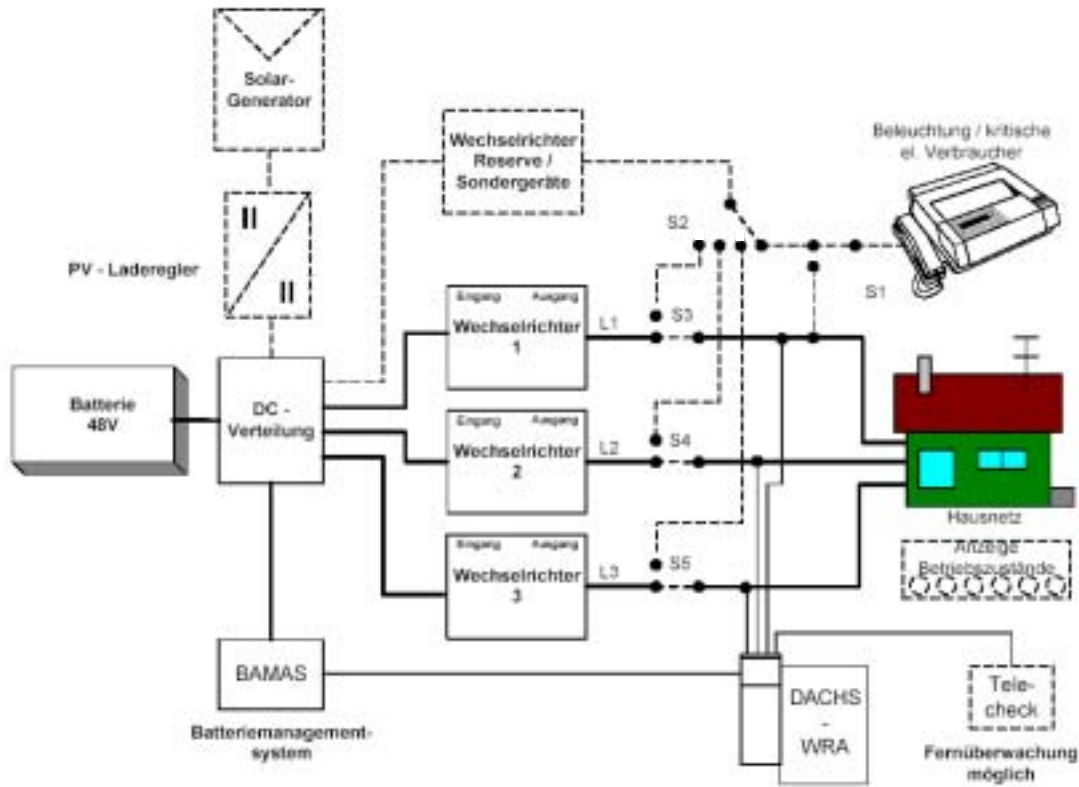 Solar-
Generator
Wechselrichter
Reserve /
Sondergeräte
Beleuchtung / kritische
el. Verbraucher
S2
PV - Laderegler
S1
Eingang Ausgang
Wechselrichter
1
L1
S3
Batterie
48V
DC -
Verteilung
Eingang Ausgang
Wechselrichter
2
L2
S4
Hausnetz
Anzeige
Betriebszustände
Eingang Ausgang
Wechselrichter
3
L3
S5
BAMAS
Batteriemanagement-
system
DACHS
-
WRA
Tele-
check
Fernüberwachung
möglich